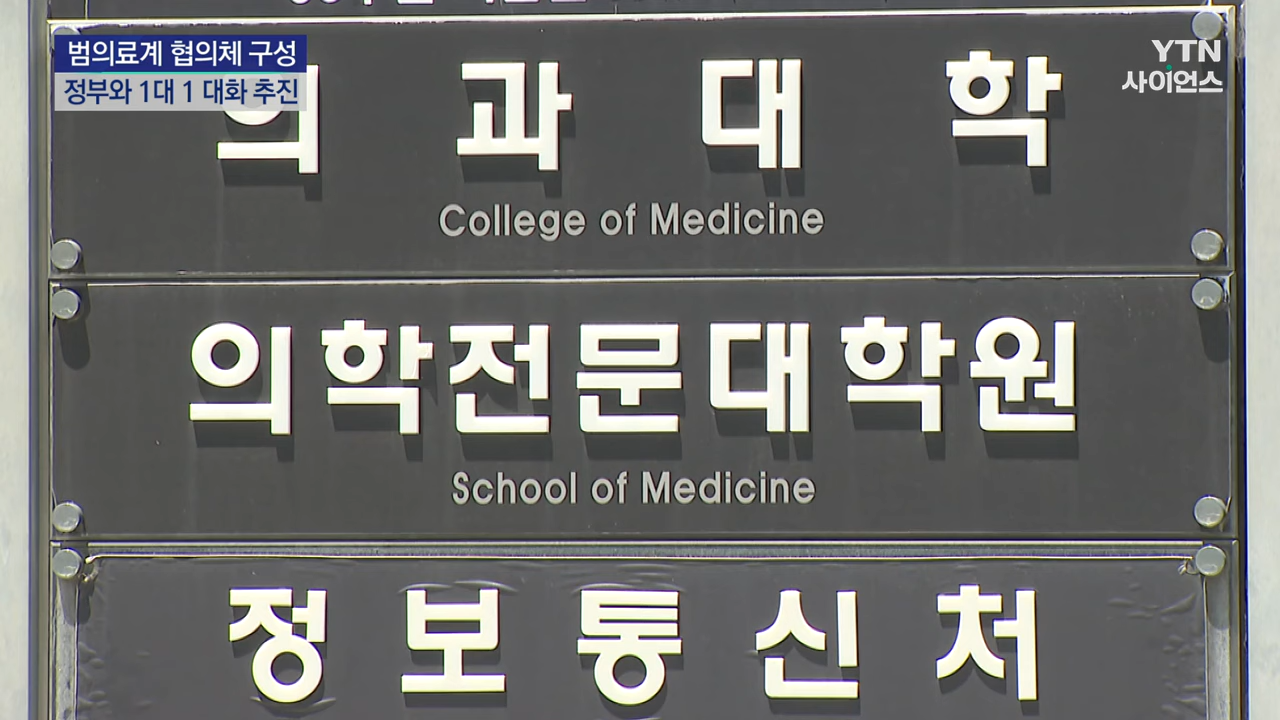 범의료계 협의체 구성
정부와 1대 1 대화 추진
YTN
사이언스
의과대학
College of Medicine
의학전문대학원
School of Medicine
정보통신처